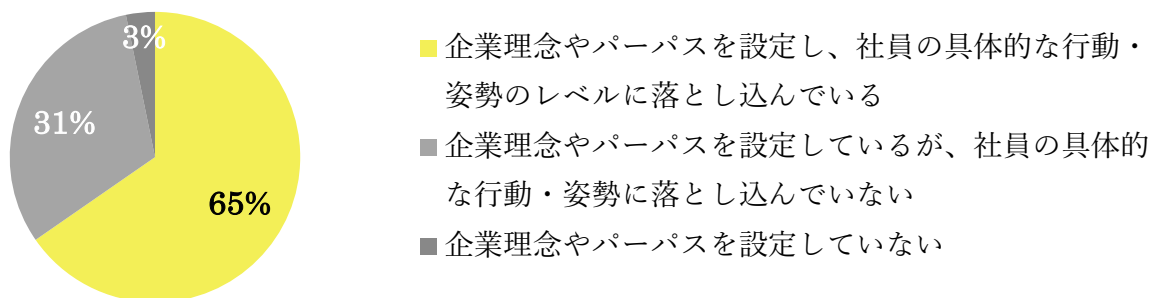 3%
31%
65%
企業理念やパーパスを設定し、社員の具体的な行動・
姿勢のレベルに落とし込んでいる
企業理念やパーパスを設定しているが、社員の具体的
な行動・姿勢に落とし込んでいない
企業理念やパーパスを設定していない